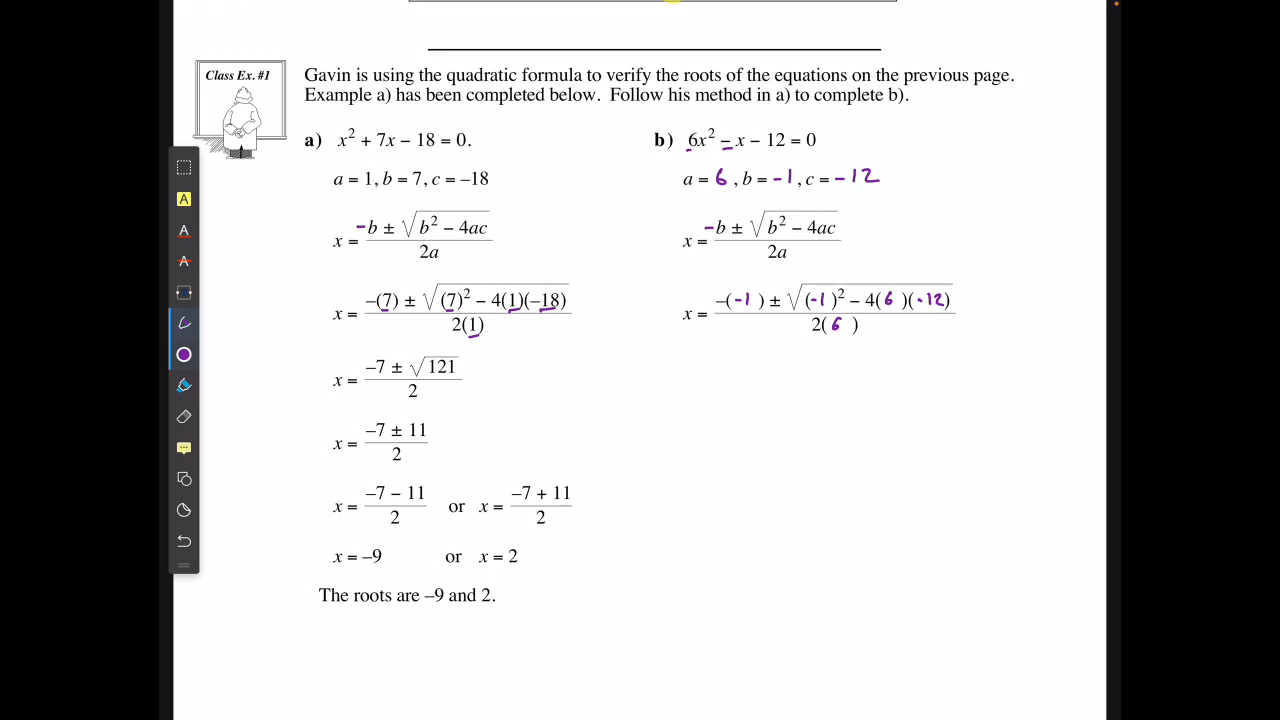 Class Ex. #1
Gavin is using the quadratic formula to verify the roots of the equations on the previous page.
Example a) has been completed below. Follow his method in a) to complete b).
a) x² + 7x − 18 = 0.
a = 1, b = 7, c = –18
x = (-b ± √(b² − 4ac)) / 2a
x = (–(7) ± √((7)² − 4(1)(–18))) / 2(1)
x = (–7 ± √121) / 2
x = (–7 ± 11) / 2
x = (–7 − 11) / 2 or x = (–7 + 11) / 2
x = –9 or x = 2
The roots are –9 and 2.
b) 6x² − x − 12 = 0
a = 6 , b = -1 , c = -12
x = (-b ± √(b² − 4ac)) / 2a
x = (–(-1 ) ± √((-1 )² − 4(6 )(-12))) / 2(6 )
A
A
A